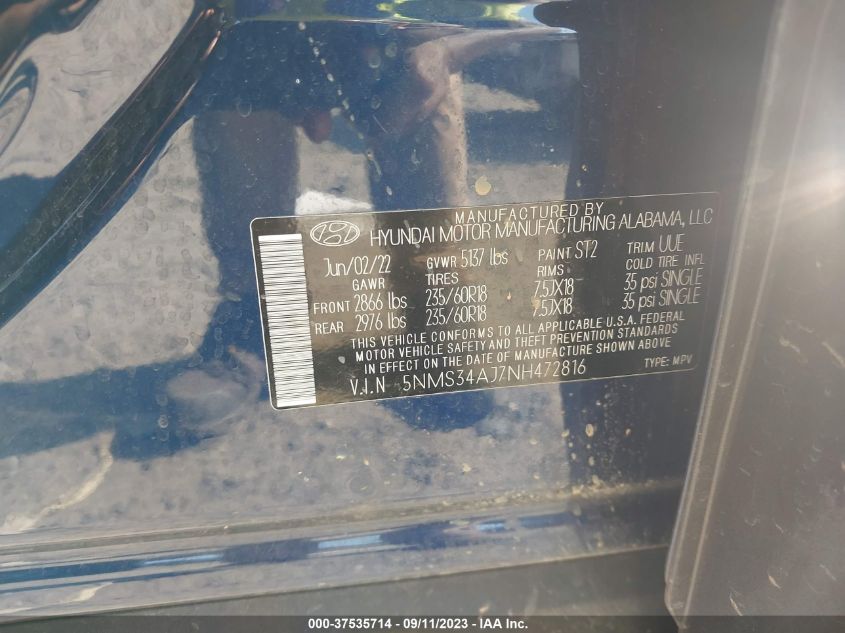 MANUFACTURED BY
HYUNDAI MOTOR MANUFACTURING ALABAMA, LLC
Jun/02/22 GVWR 5137 lbs PAINT ST2 TRIM UUE
GAWR TIRES RIMS COLD TIRE INFL
FRONT 2866 lbs 235/60R18 7.5JX18 35 psi SINGLE
REAR 2976 lbs 235/60R18 7.5JX18 35 psi SINGLE
THIS VEHICLE CONFORMS TO ALL APPLICABLE U.S.A. FEDERAL
MOTOR VEHICLE SAFETY AND THEFT PREVENTION STANDARDS
IN EFFECT ON THE DATE OF MANUFACTURE SHOWN ABOVE
V.I.N 5NMS34AJ7NH472816 TYPE: MPV
000-37535714 - 09/11/2023 - IAA Inc.